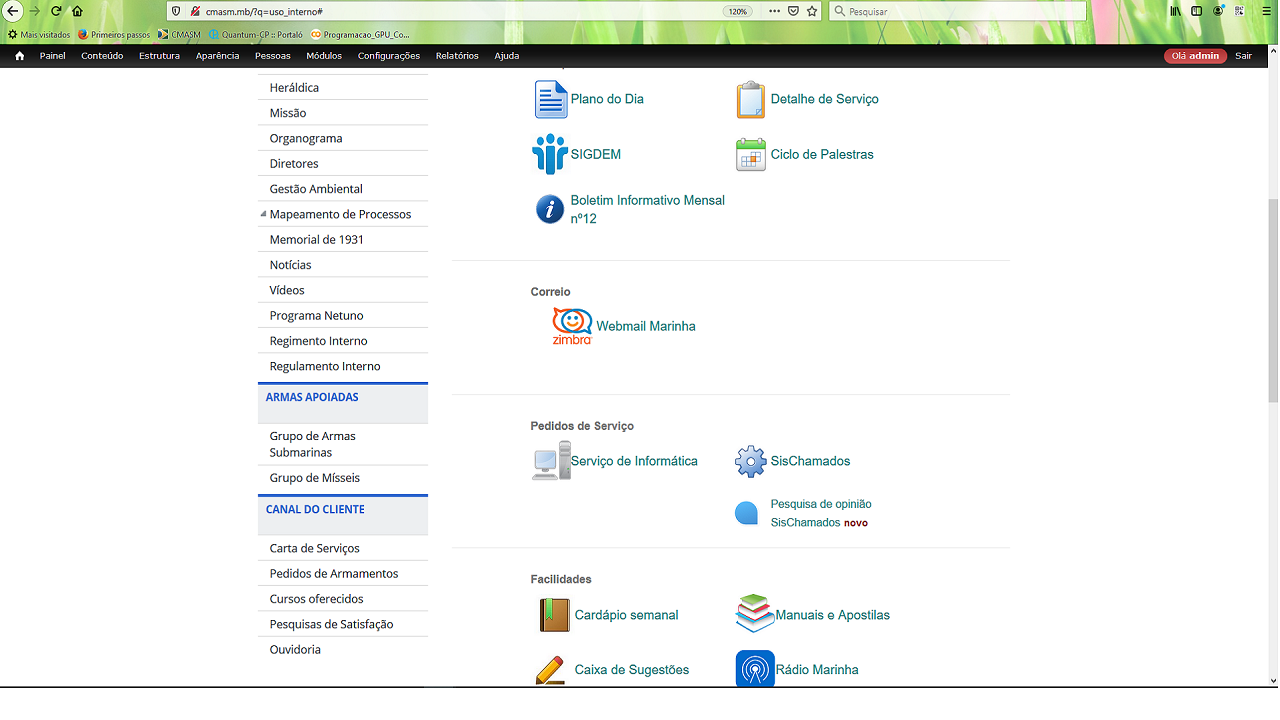 cmasm.mb/?q=uso_interno#
120%
Pesquisar
Mais visitados
Primeiros passos
CMASM
Quantum-CP :: Portaló
Programacao_GPU_Co...
Painel
Conteúdo
Estrutura
Aparência
Pessoas
Módulos
Configurações
Relatórios
Ajuda
Olá admin
Sair
Heráldica
Missão
Organograma
Diretores
Gestão Ambiental
Mapeamento de Processos
Memorial de 1931
Notícias
Vídeos
Programa Netuno
Regimento Interno
Regulamento Interno
ARMAS APOIADAS
Grupo de Armas
Submarinas
Grupo de Mísseis
CANAL DO CLIENTE
Carta de Serviços
Pedidos de Armamentos
Cursos oferecidos
Pesquisas de Satisfação
Ouvidoria
Plano do Dia
Detalhe de Serviço
SIGDEM
Ciclo de Palestras
i
Boletim Informativo Mensal
nº12
Correio
zimbra
Webmail Marinha
Pedidos de Serviço
Serviço de Informática
SisChamados
Pesquisa de opinião
SisChamados novo
Facilidades
Cardápio semanal
Manuais e Apostilas
Caixa de Sugestões
Rádio Marinha